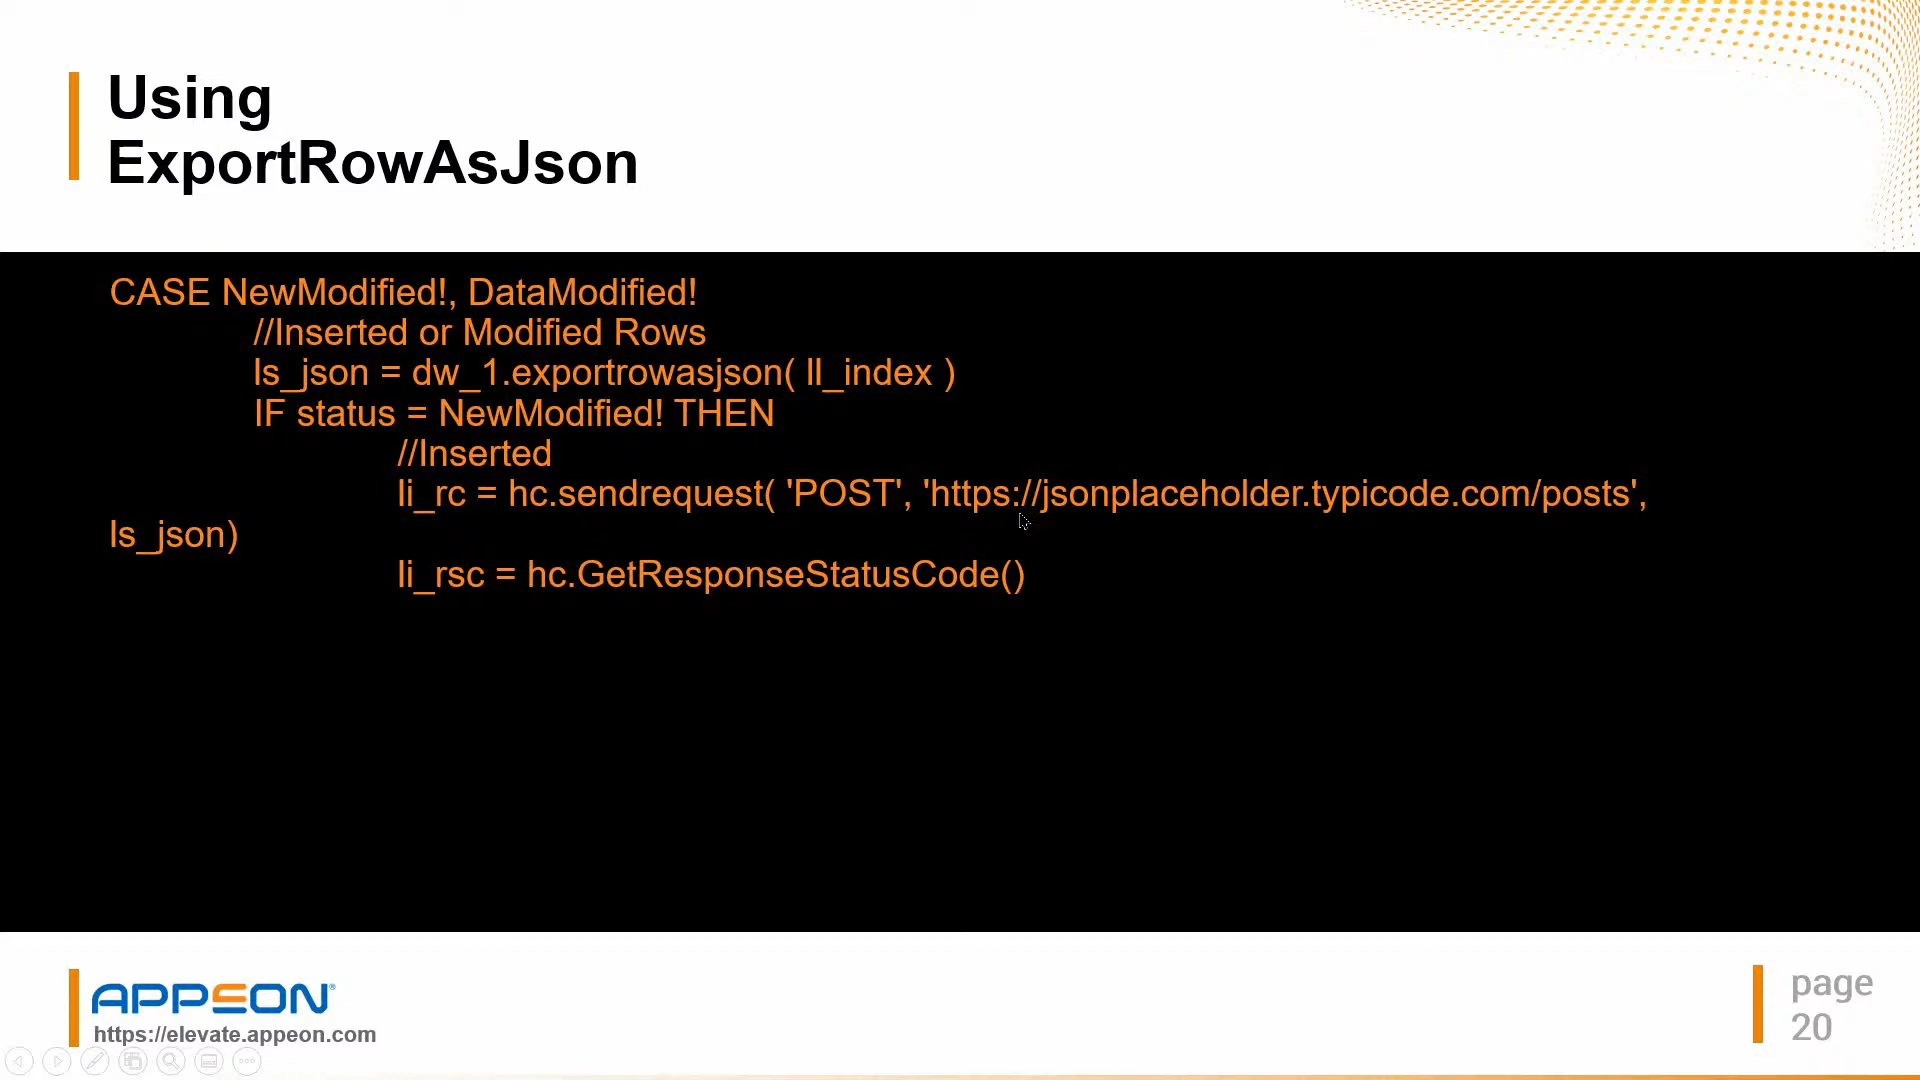 Using
ExportRowAsJson
CASE NewModified!, DataModified!
//Inserted or Modified Rows
ls_json = dw_1.exportrowasjson( ll_index )
IF status = NewModified! THEN
//Inserted
li_rc = hc.sendrequest( 'POST', 'https://jsonplaceholder.typicode.com/posts',
ls_json)
li_rsc = hc.GetResponseStatusCode()
APPEON®
https://elevate.appeon.com
page
20